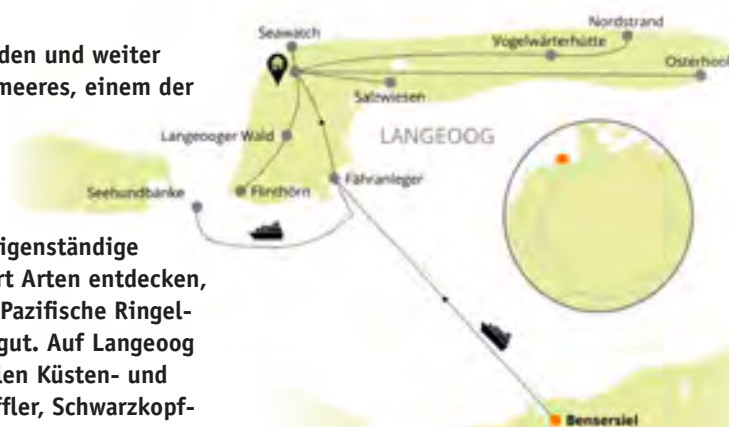 den und weiter
meeres, einem der
eigenständige
rt Arten entdecken,
Pazifische Ringel-
gut. Auf Langeoog
len Küsten- und
ffler, Schwarzkopf-
Seawatch
Nordstrand
Vogelwärterhütte
Osterhook
Salzwiesen
Langeooger Wald
LANGEOOG
Seehundbänke
Flinthörn
Fähranleger
Bensersiel